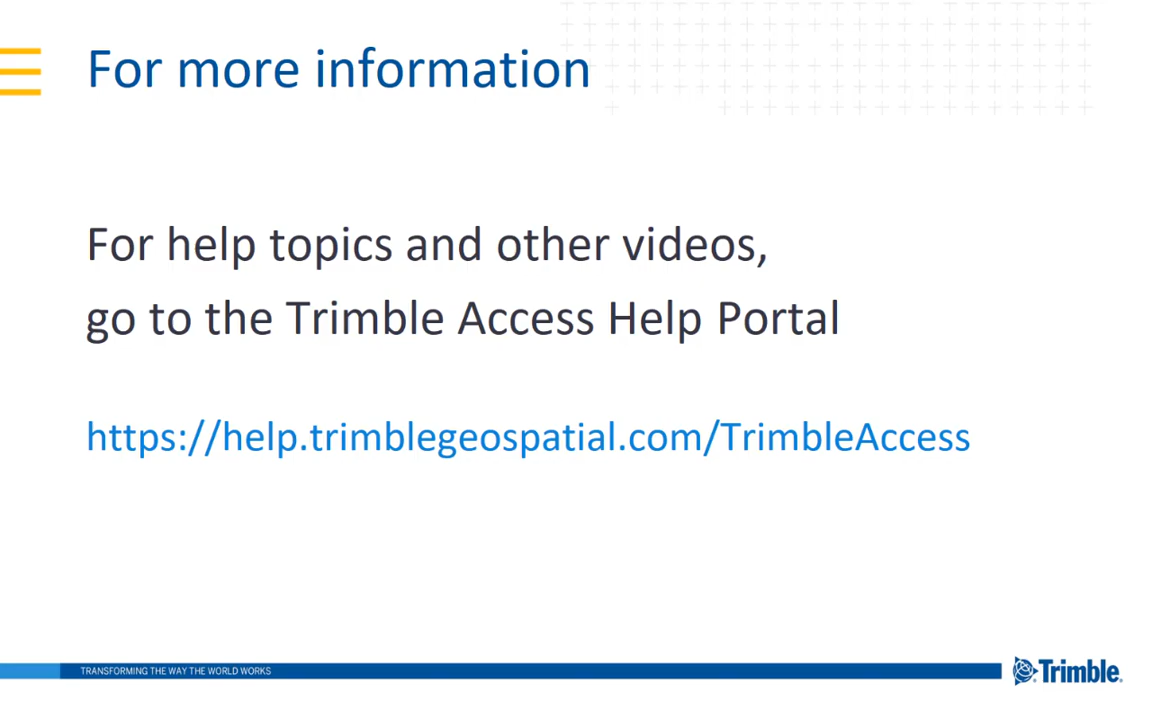 For more information
For help topics and other videos,
go to the Trimble Access Help Portal
https://help.trimblegeospatial.com/TrimbleAccess
TRANSFORMING THE WAY THE WORLD WORKS
Trimble®